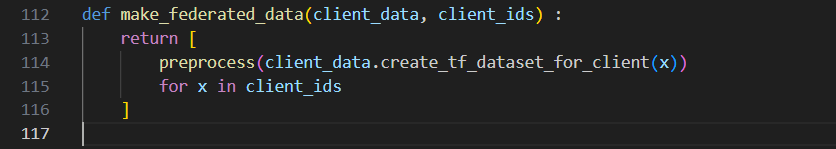 112 def make_federated_data(client_data, client_ids) :
113     return [
114         preprocess(client_data.create_tf_dataset_for_client(x))
115         for x in client_ids
116     ]
117